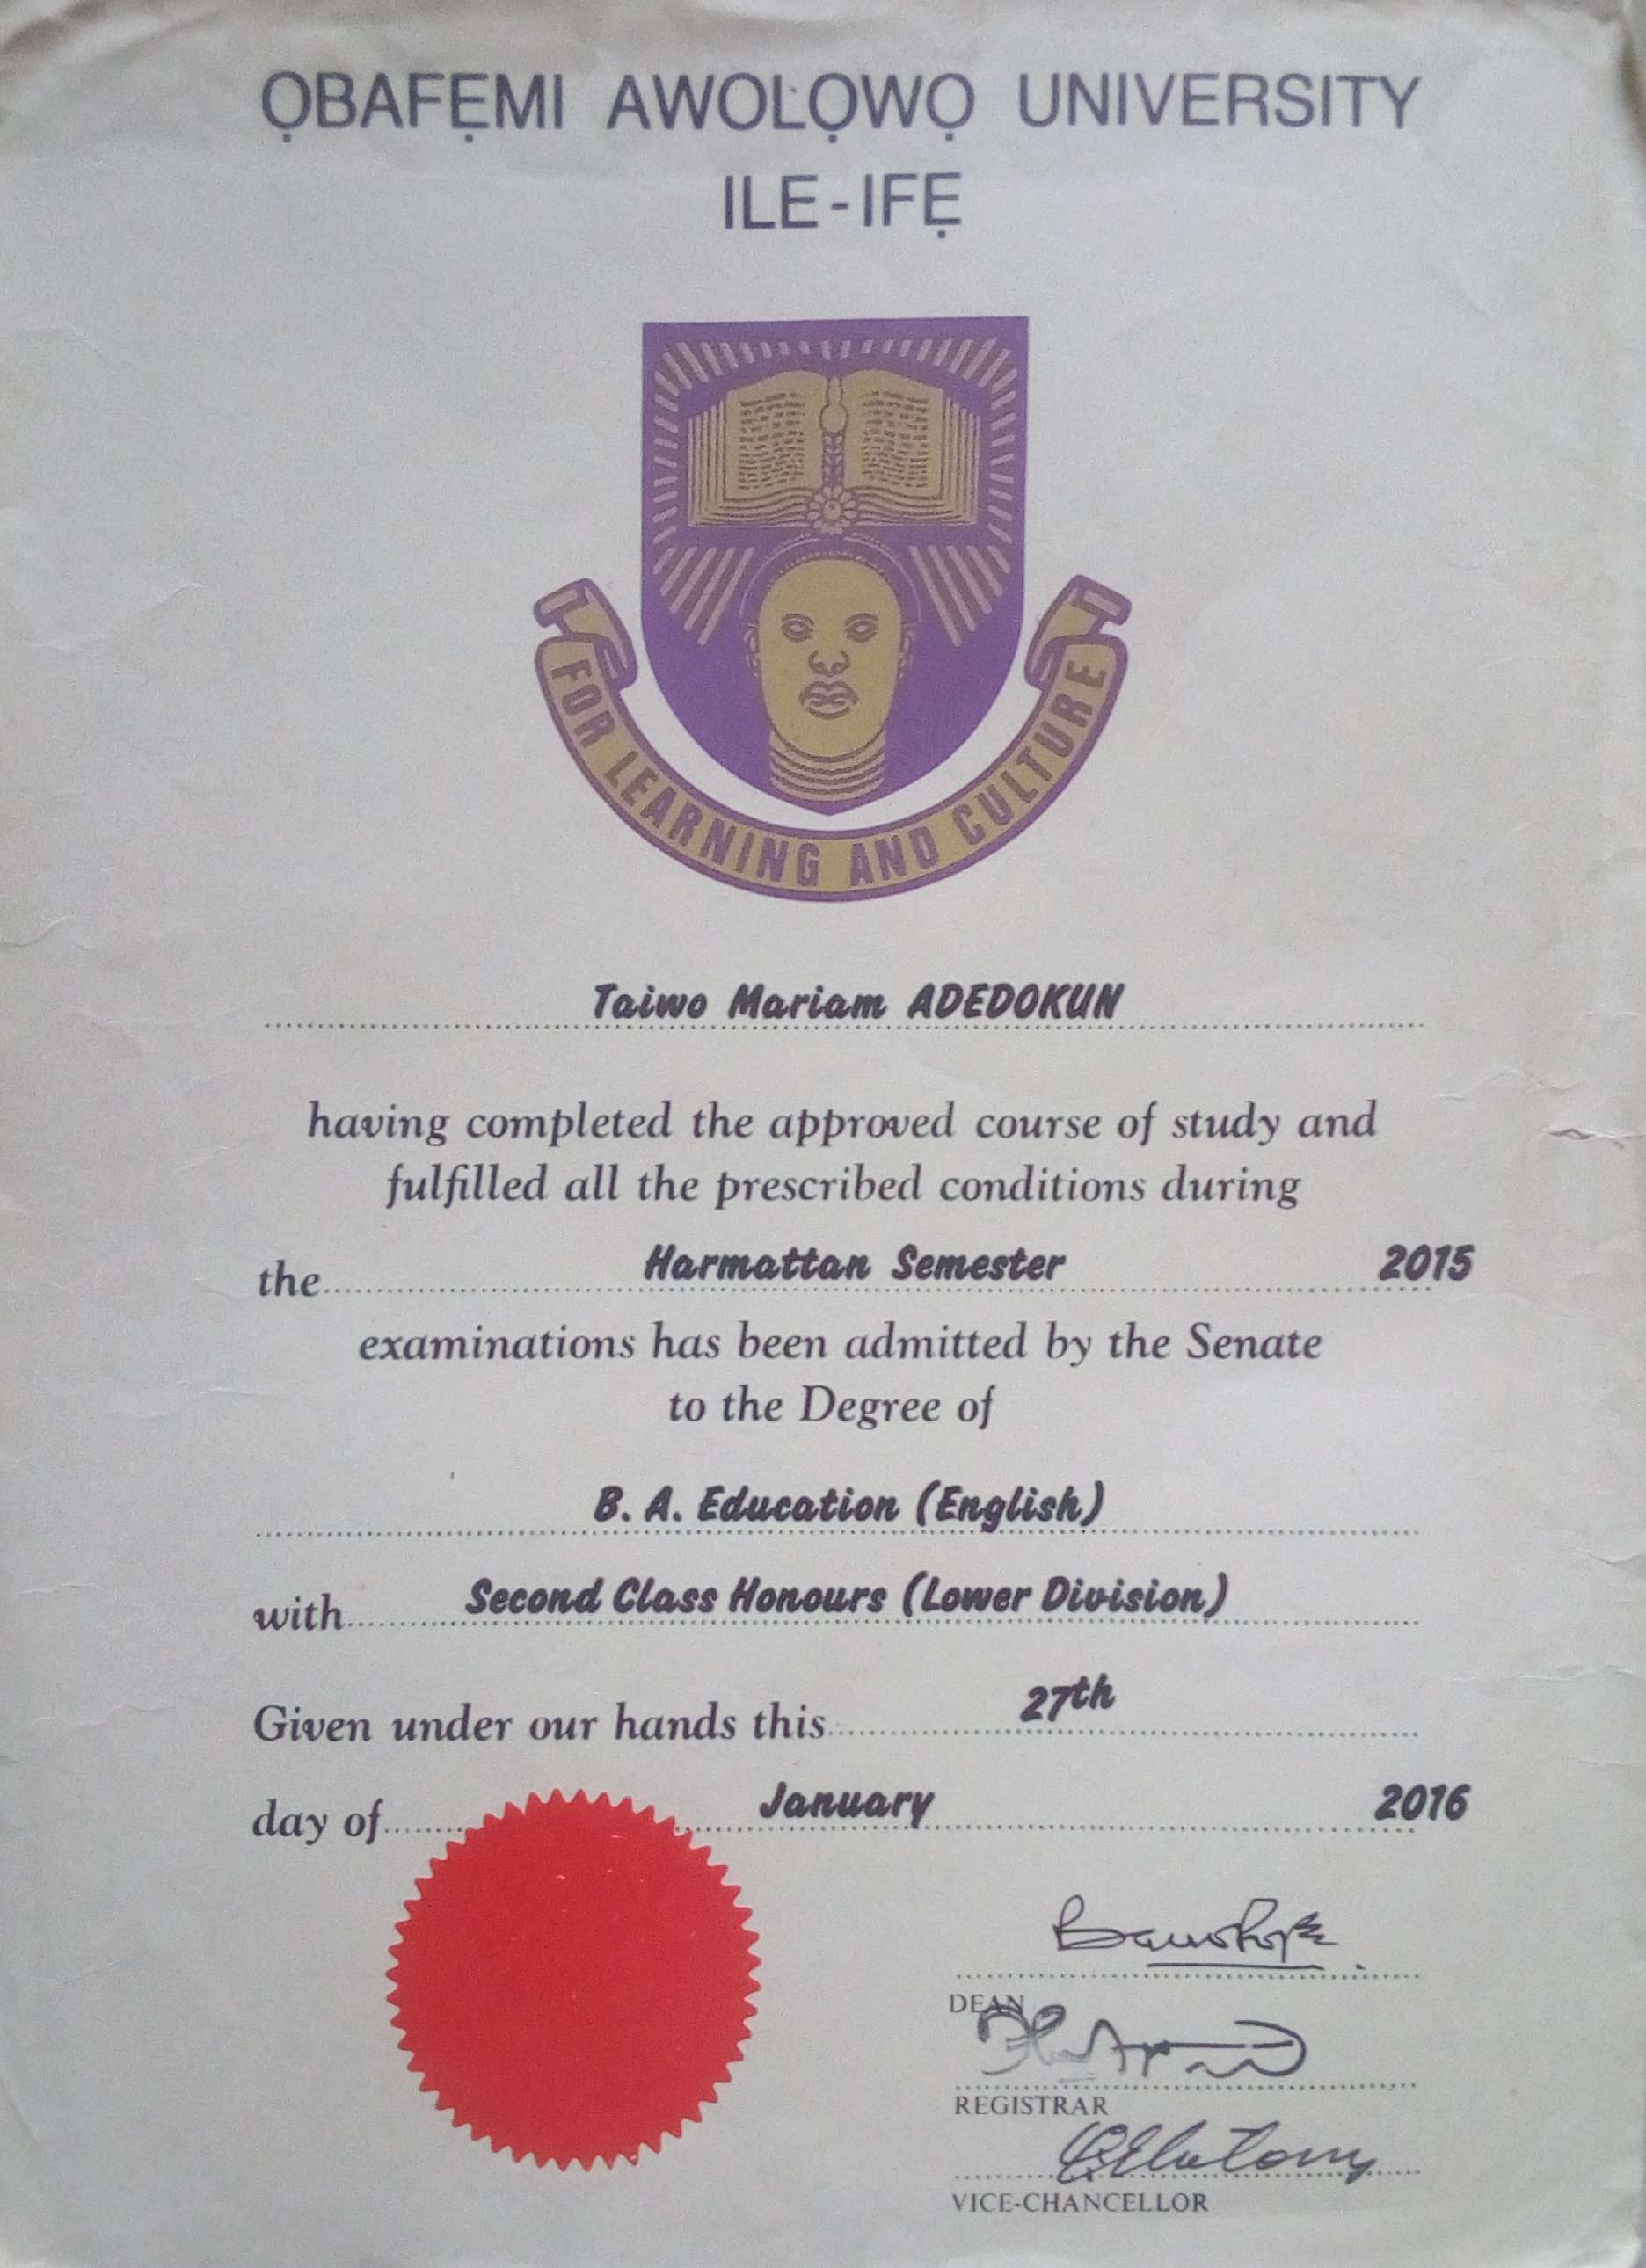 ỌBAFẸMI AWOLỌWỌ UNIVERSITY
ILE-IFẸ
FOR LEARNING AND CULTURE
Taiwo Mariam ADEDOKUN
having completed the approved course of study and
fulfilled all the prescribed conditions during
the Harmattan Semester 2015
examinations has been admitted by the Senate
to the Degree of
B. A. Education (English)
with Second Class Honours (Lower Division)
Given under our hands this 27th
day of January 2016
DEAN
REGISTRAR
VICE-CHANCELLOR